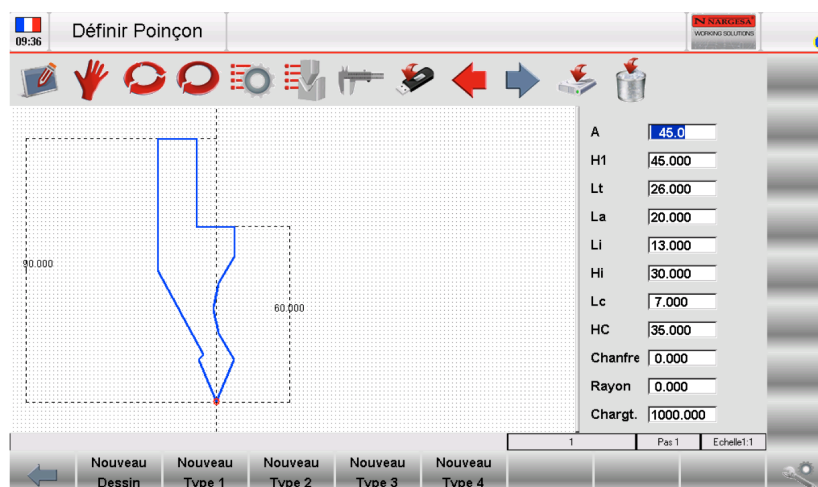 09:36
Définir Poinçon
N NARGESA
WORKING SOLUTIONS
90.000
60.000
A 45.0
H1 45.000
Lt 26.000
La 20.000
Li 13.000
Hi 30.000
Lc 7.000
HC 35.000
Chanfre 0.000
Rayon 0.000
Chargt. 1000.000
1 Pas 1 Echelle1:1
Nouveau Dessin
Nouveau Type 1
Nouveau Type 2
Nouveau Type 3
Nouveau Type 4